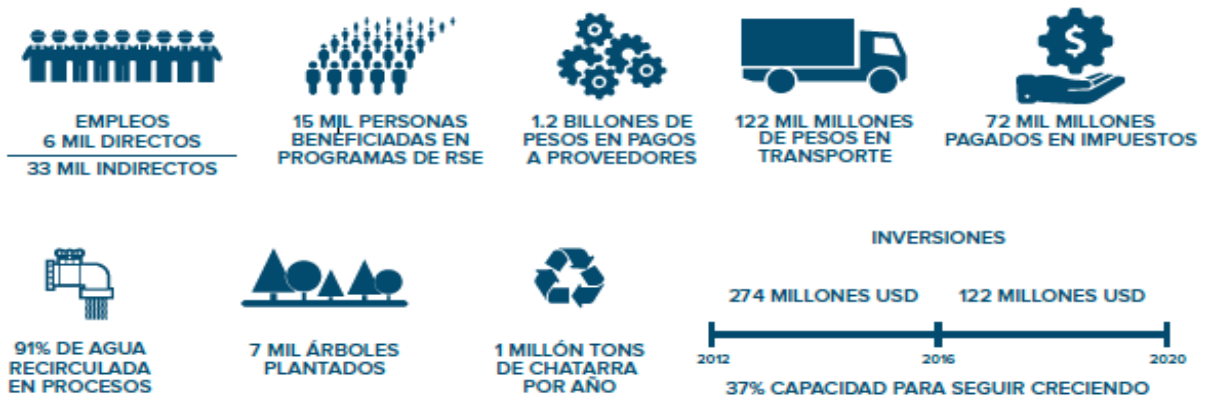 EMPLEOS
6 MIL DIRECTOS
33 MIL INDIRECTOS
15 MIL PERSONAS
BENEFICIADAS EN
PROGRAMAS DE RSE
1.2 BILLONES DE
PESOS EN PAGOS
A PROVEEDORES
122 MIL MILLONES
DE PESOS EN
TRANSPORTE
$
72 MIL MILLONES
PAGADOS EN IMPUESTOS
91% DE AGUA
RECIRCULADA
EN PROCESOS
7 MIL ÁRBOLES
PLANTADOS
1 MILLÓN TONS
DE CHATARRA
POR AÑO
INVERSIONES
274 MILLONES USD
122 MILLONES USD
2012
2016
2020
37% CAPACIDAD PARA SEGUIR CRECIENDO